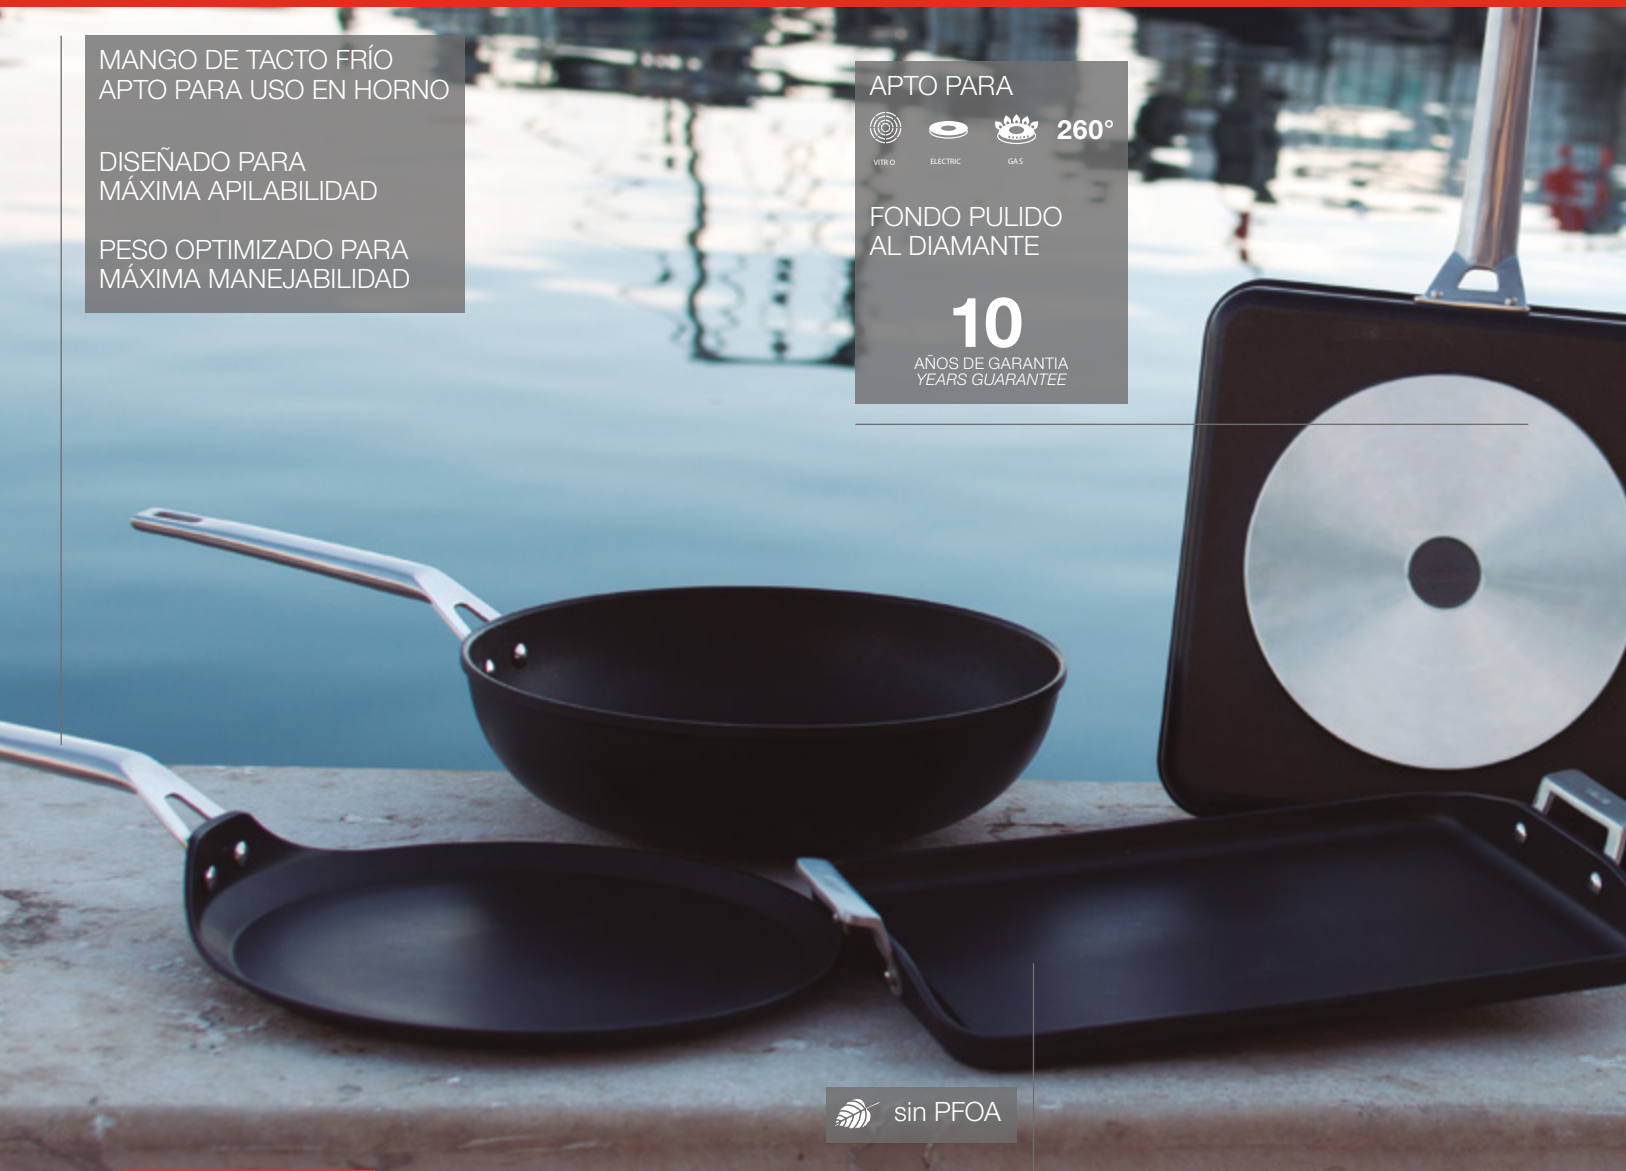 MANGO DE TACTO FRÍO
APTO PARA USO EN HORNO
DISEÑADO PARA
MÁXIMA APILABILIDAD
PESO OPTIMIZADO PARA
MÁXIMA MANEJABILIDAD
APTO PARA
260°
VITRO
ELECTRIC
GAS
FONDO PULIDO
AL DIAMANTE
10
AÑOS DE GARANTIA
YEARS GUARANTEE
sin PFOA